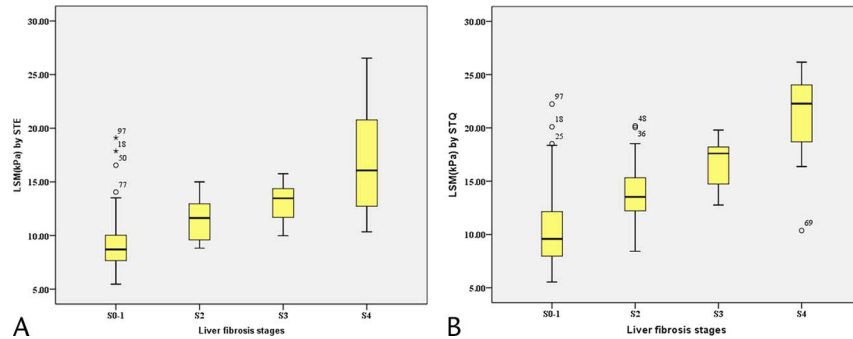 30.00
25.00
20.00
15.00
10.00
5.00
LSM(kPa) by STE
97
18
50
77
S0-1 S2 S3 S4
Liver fibrosis stages
A
30.00
25.00
20.00
15.00
10.00
5.00
LSM(kPa) by STQ
97
18
25
48
36
69
S0-1 S2 S3 S4
Liver fibrosis stages
B